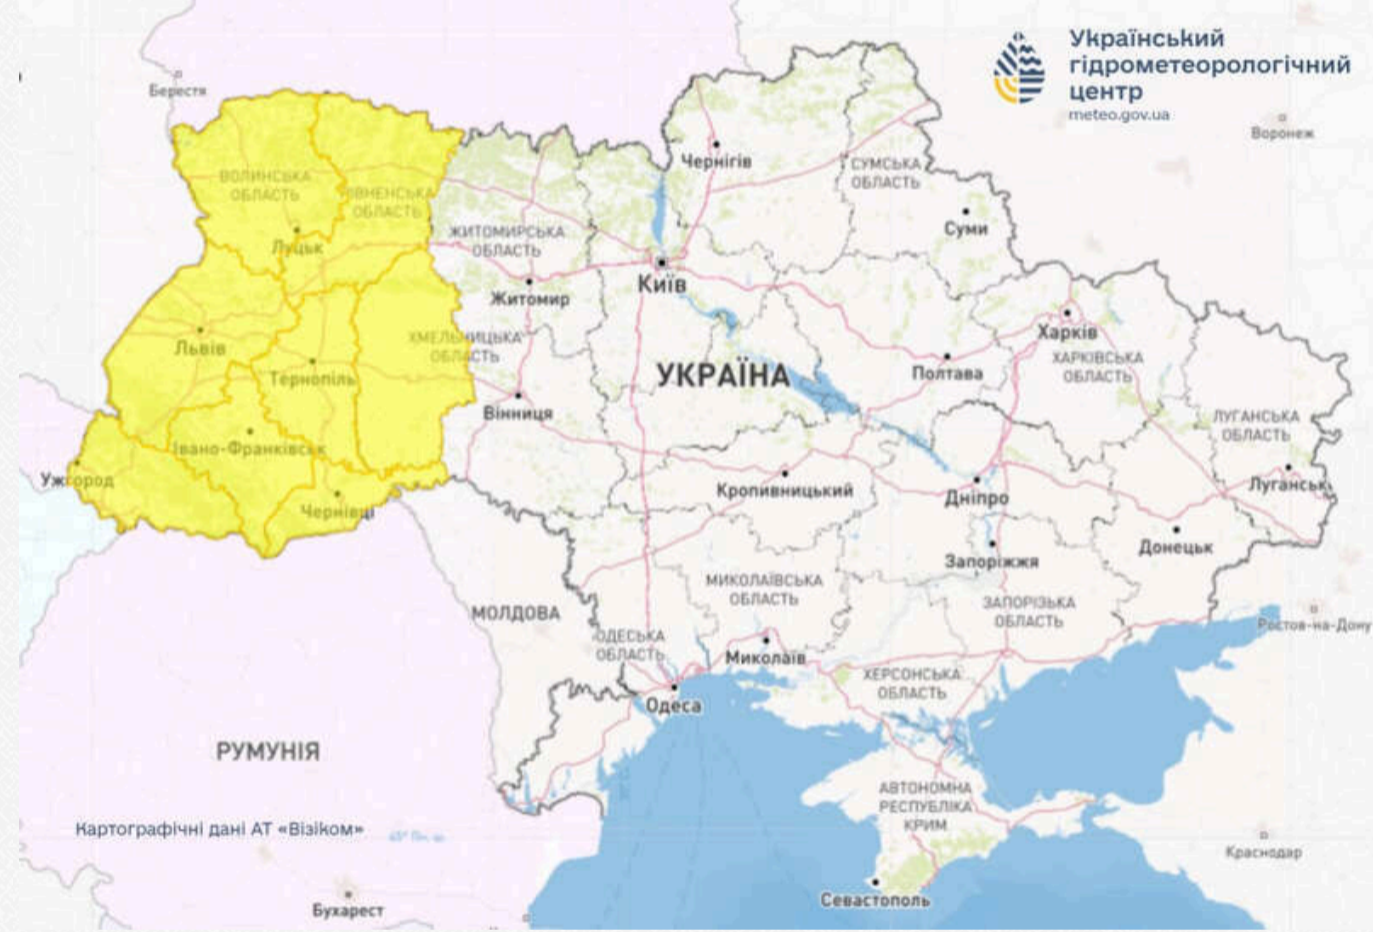 Український
гідрометеорологічний
центр
meteo.gov.ua
Берестя
Воронеж
Чернігів
СУМСЬКА
ОБЛАСТЬ
ВОЛИНСЬКА
ОБЛАСТЬ
ІВНЕНСЬКА
ОБЛАСТЬ
Суми
ЖИТОМИРСЬКА
ОБЛАСТЬ
Луцьк
Київ
Житомир
Харків
ХМЕЛЬНИЦЬКА
ОБЛАСТЬ
Львів
ХАРКІВСЬКА
ОБЛАСТЬ
УКРАЇНА
Полтава
Тернопіль
Вінниця
ЛУГАНСЬКА
ОБЛАСТЬ
Івано-Франківськ
Ужгород
Луганськ
Кропивницький
Дніпро
Чернівці
Донецьк
Запоріжжя
МИКОЛАЇВСЬКА
ОБЛАСТЬ
ЗАПОРІЗЬКА
ОБЛАСТЬ
МОЛДОВА
Ростов-на-Дону
ОДЕСЬКА
ОБЛАСТЬ
Миколаїв
ХЕРСОНСЬКА
ОБЛАСТЬ
Одеса
РУМУНІЯ
АВТОНОМНА
РЕСПУБЛІКА
КРИМ
Картографічні дані АТ «Візіком»
Краснодар
Севастополь
Бухарест